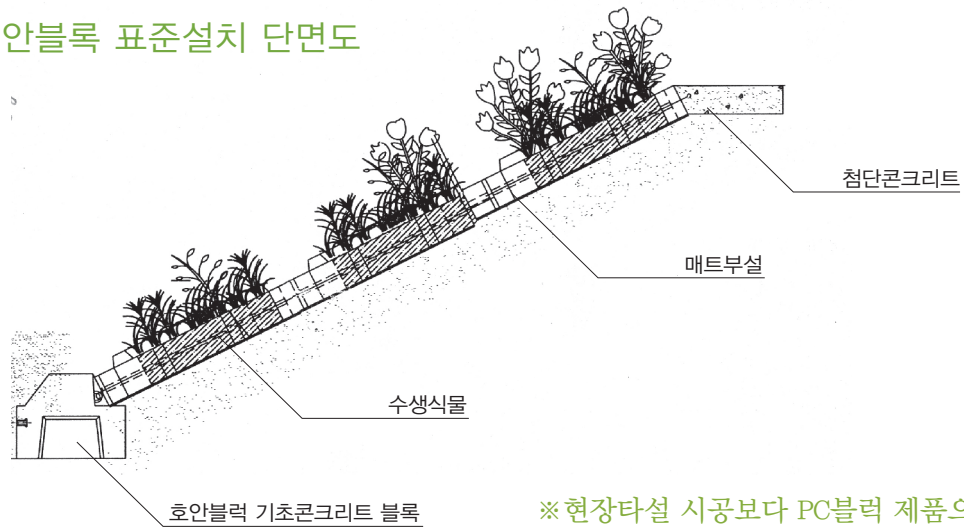 안블록 표준설치 단면도
첨단콘크리트
매트부설
수생식물
호안블럭 기초콘크리트 블록
※현장타설 시공보다 PC블럭 제품으